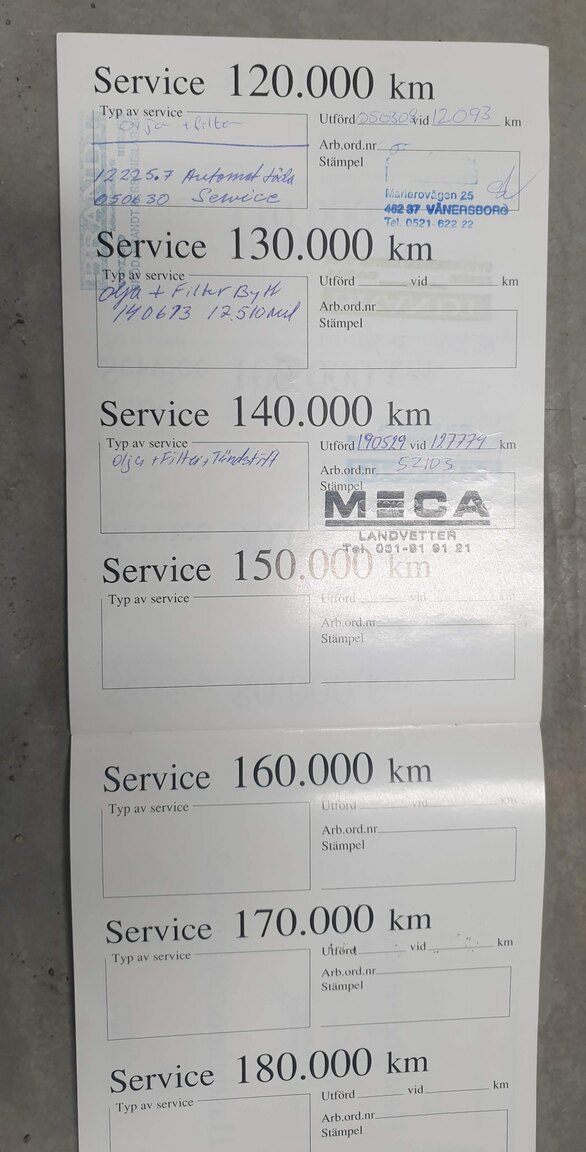 Service 120.000 km
Typ av service
Olja + filter
12225.7 Automat låda
050630 Service
Utförd 050309 vid 12093 km
Arb.ord.nr
Stämpel
Marierovägen 25
462 37 VÄNERSBORG
Tel. 0521-622 22
Service 130.000 km
Typ av service
Olja + Filter Bytt
140613 12.510 mil
Utförd vid km
Arb.ord.nr
Stämpel
Service 140.000 km
Typ av service
Olja + Filter + Tändstift
Utförd 190529 vid 127779 km
Arb.ord.nr 52103
Stämpel
MECA
LANDVETTER
Tel. 031-91 91 21
Service 150.000 km
Typ av service
Utförd vid km
Arb.ord.nr
Stämpel
Service 160.000 km
Typ av service
Utförd vid km
Arb.ord.nr
Stämpel
Service 170.000 km
Typ av service
Utförd vid km
Arb.ord.nr
Stämpel
Service 180.000 km
Typ av service
Utförd vid km
Arb.ord.nr
Stämpel